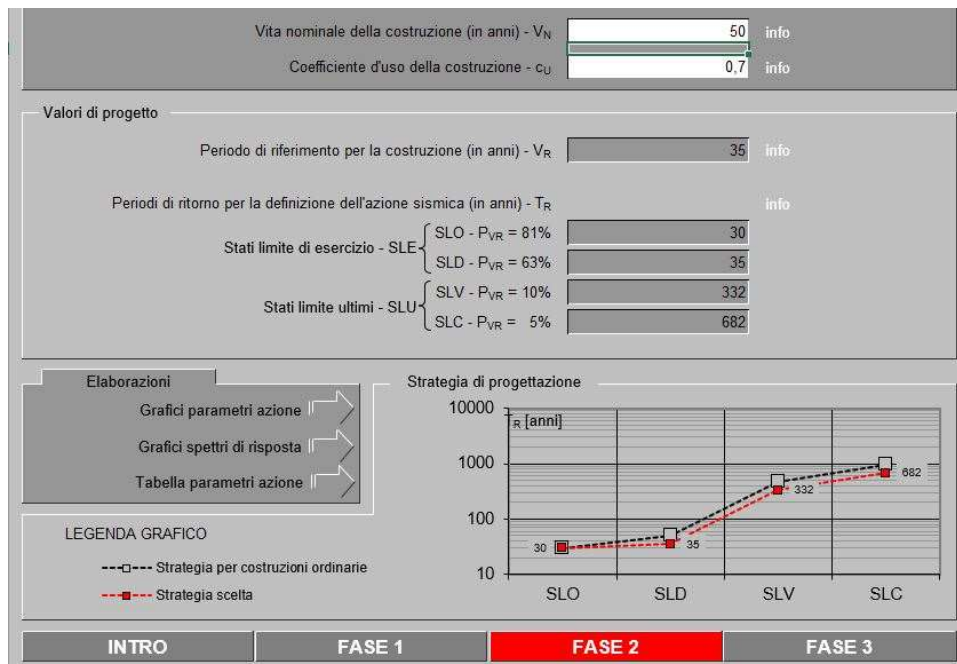 Vita nominale della costruzione (in anni) - VN 50 info
Coefficiente d'uso della costruzione - cU 0,7 info
Valori di progetto
Periodo di riferimento per la costruzione (in anni) - VR 35 info
Periodi di ritorno per la definizione dell'azione sismica (in anni) - TR info
Stati limite di esercizio - SLE
SLO - PVR = 81% 30
SLD - PVR = 63% 35
Stati limite ultimi - SLU
SLV - PVR = 10% 332
SLC - PVR = 5% 682
Elaborazioni
Grafici parametri azione
Grafici spettri di risposta
Tabella parametri azione
LEGENDA GRAFICO
Strategia per costruzioni ordinarie
Strategia scelta
Strategia di progettazione
TR [anni]
10000
1000
100
10
30
35
332
682
SLO SLD SLV SLC
INTRO FASE 1 FASE 2 FASE 3